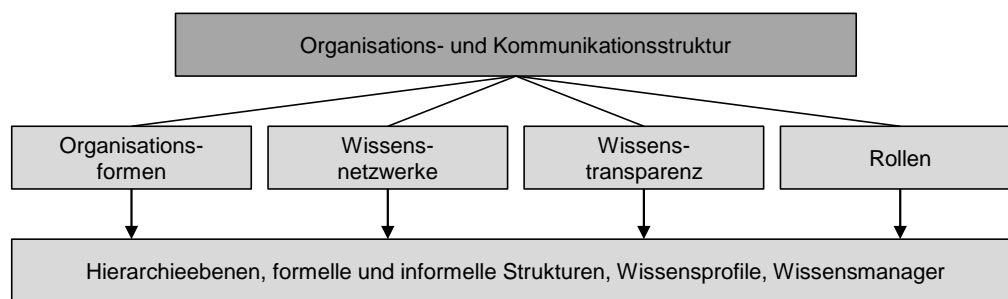 Organisations- und Kommunikationsstruktur
Organisations-
formen
Wissens-
netzwerke
Wissens-
transparenz
Rollen
Hierarchieebenen, formelle und informelle Strukturen, Wissensprofile, Wissensmanager